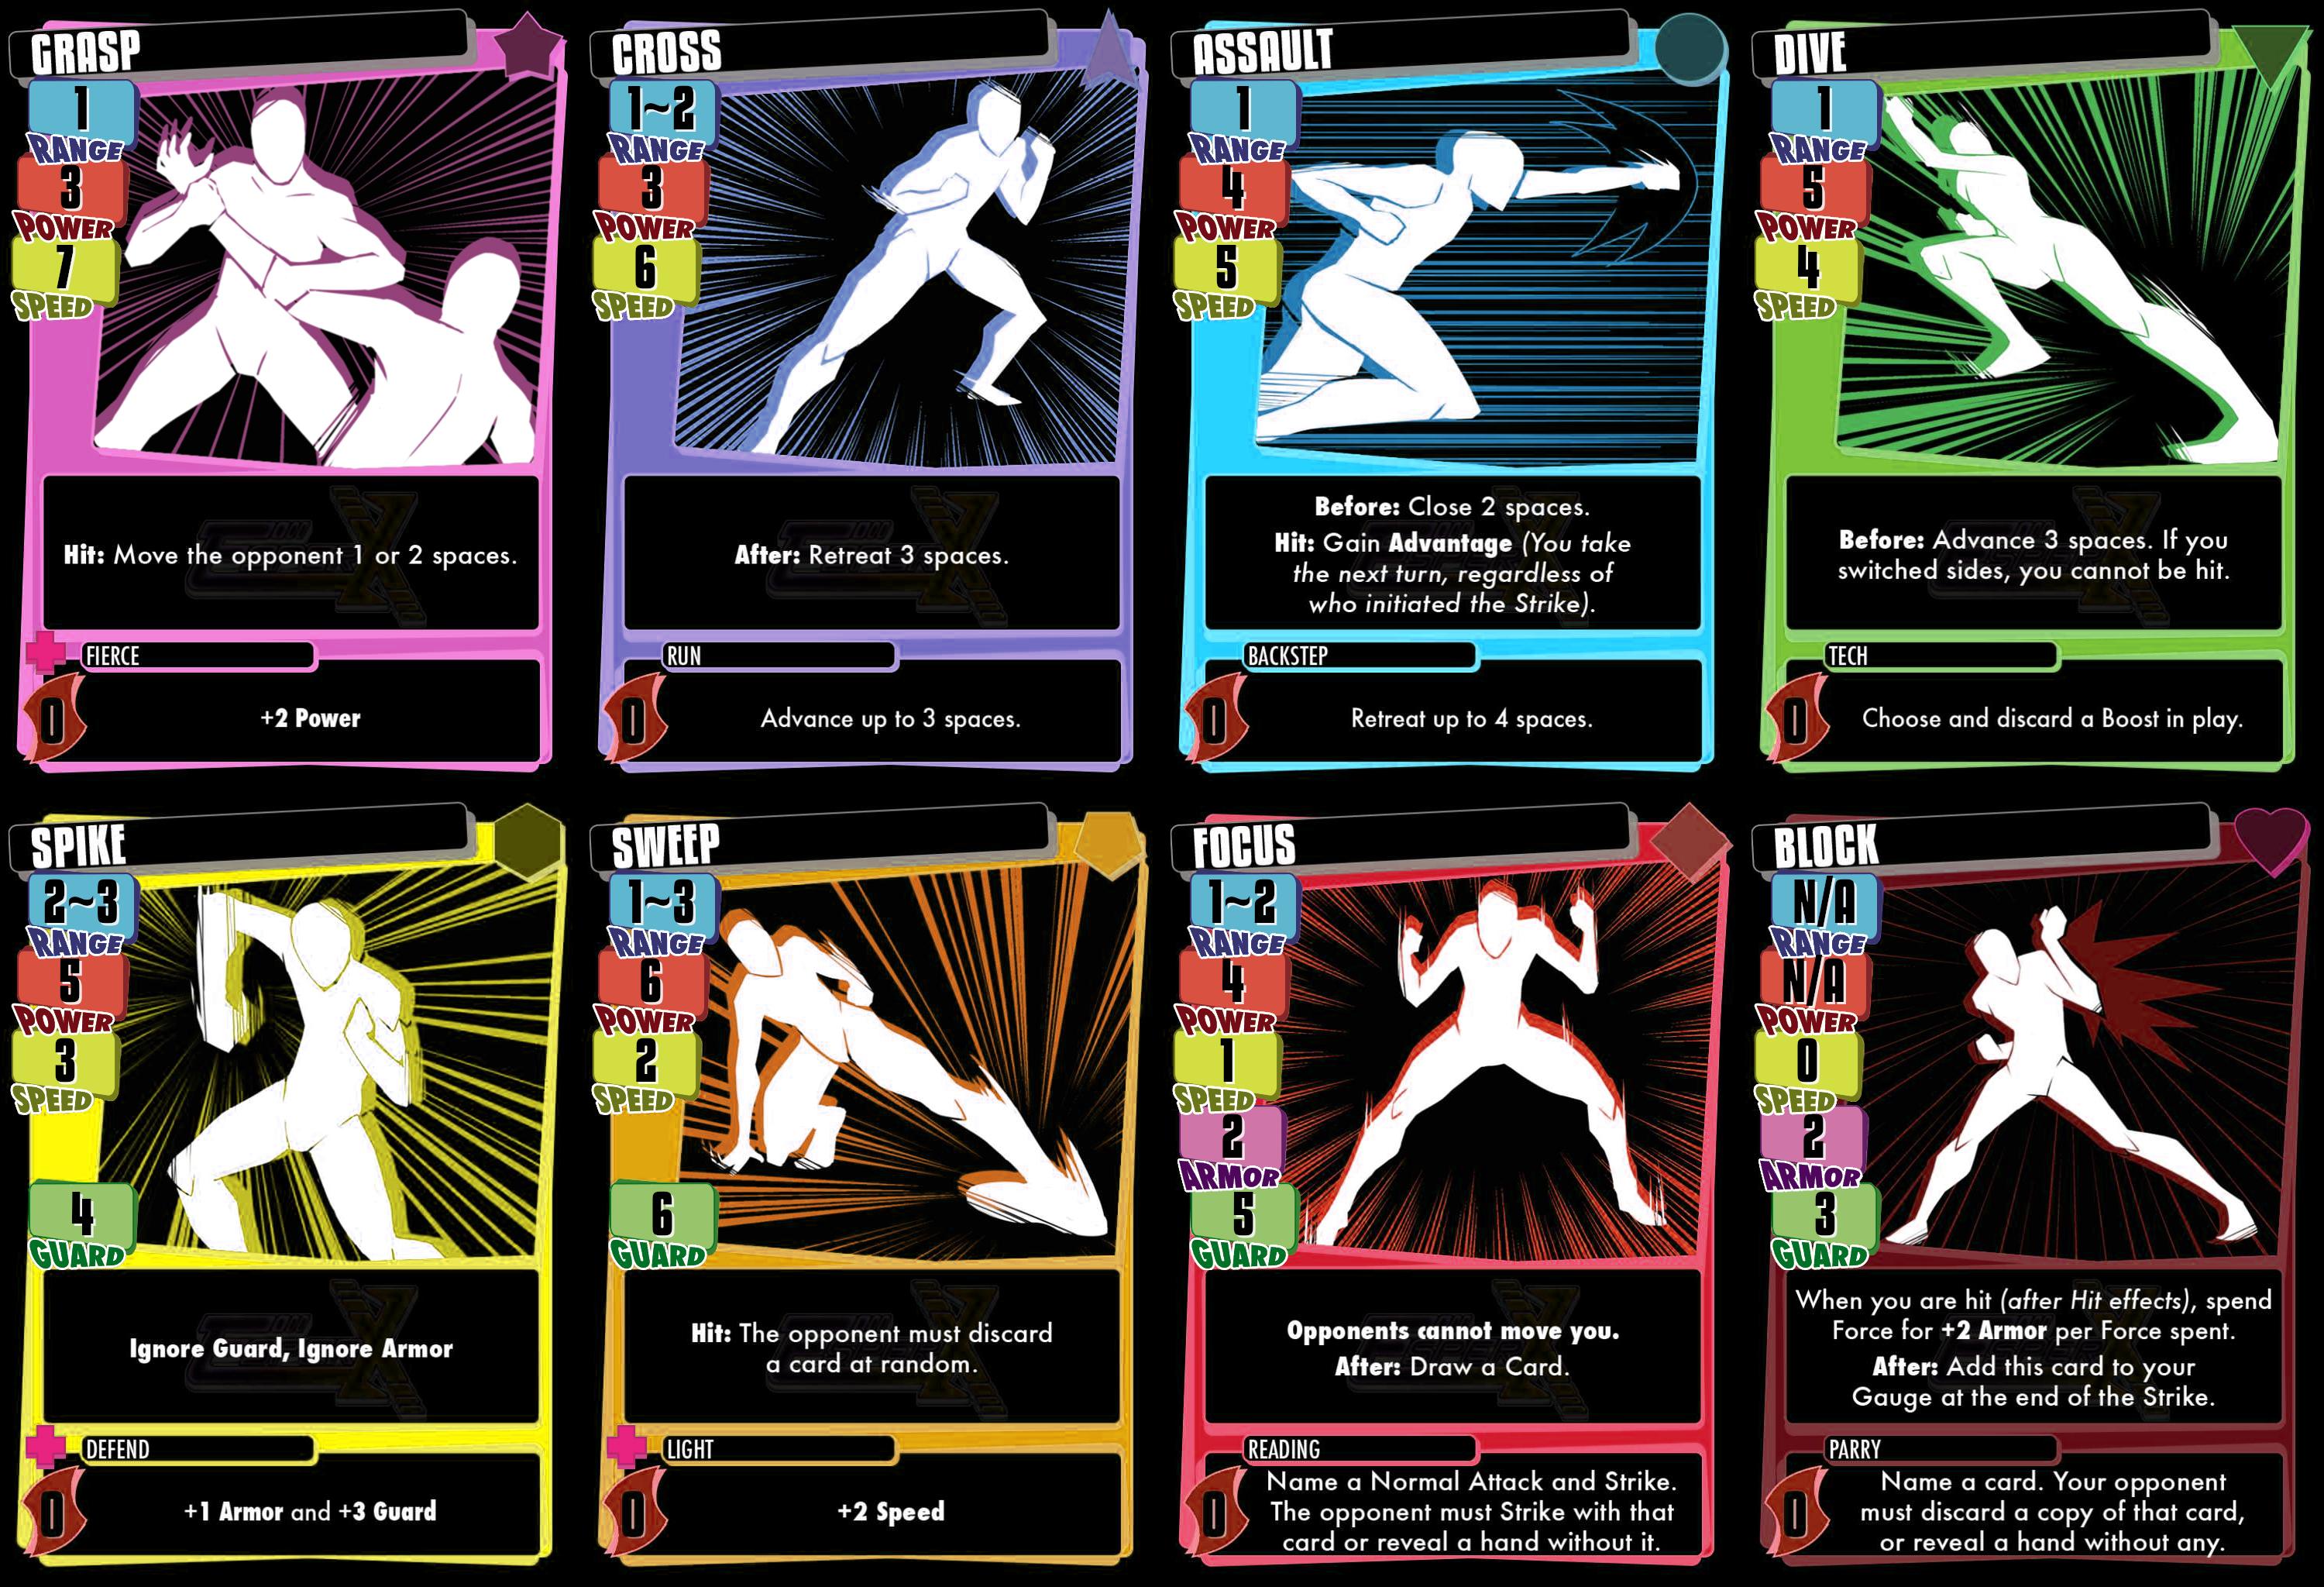 GRASP
1
RANGE
3
POWER
7
SPEED
Hit: Move the opponent 1 or 2 spaces.
FIERCE
0
+2 Power
CROSS
1~2
RANGE
3
POWER
6
SPEED
After: Retreat 3 spaces.
RUN
0
Advance up to 3 spaces.
ASSAULT
1
RANGE
4
POWER
5
SPEED
Before: Close 2 spaces.
Hit: Gain Advantage (You take
the next turn, regardless of
who initiated the Strike).
BACKSTEP
0
Retreat up to 4 spaces.
DIVE
1
RANGE
5
POWER
4
SPEED
Before: Advance 3 spaces. If you
switched sides, you cannot be hit.
TECH
0
Choose and discard a Boost in play.
SPIKE
2~3
RANGE
5
POWER
3
SPEED
4
GUARD
Ignore Guard, Ignore Armor
DEFEND
0
+1 Armor and +3 Guard
SWEEP
1~3
RANGE
6
POWER
2
SPEED
6
GUARD
Hit: The opponent must discard
a card at random.
LIGHT
0
+2 Speed
FOCUS
1~2
RANGE
4
POWER
1
SPEED
2
ARMOR
5
GUARD
Opponents cannot move you.
After: Draw a Card.
READING
0
Name a Normal Attack and Strike.
The opponent must Strike with that
card or reveal a hand without it.
BLOCK
N/A
RANGE
N/A
POWER
0
SPEED
2
ARMOR
3
GUARD
When you are hit (after Hit effects), spend
Force for +2 Armor per Force spent.
After: Add this card to your
Gauge at the end of the Strike.
PARRY
0
Name a card. Your opponent
must discard a copy of that card,
or reveal a hand without any.